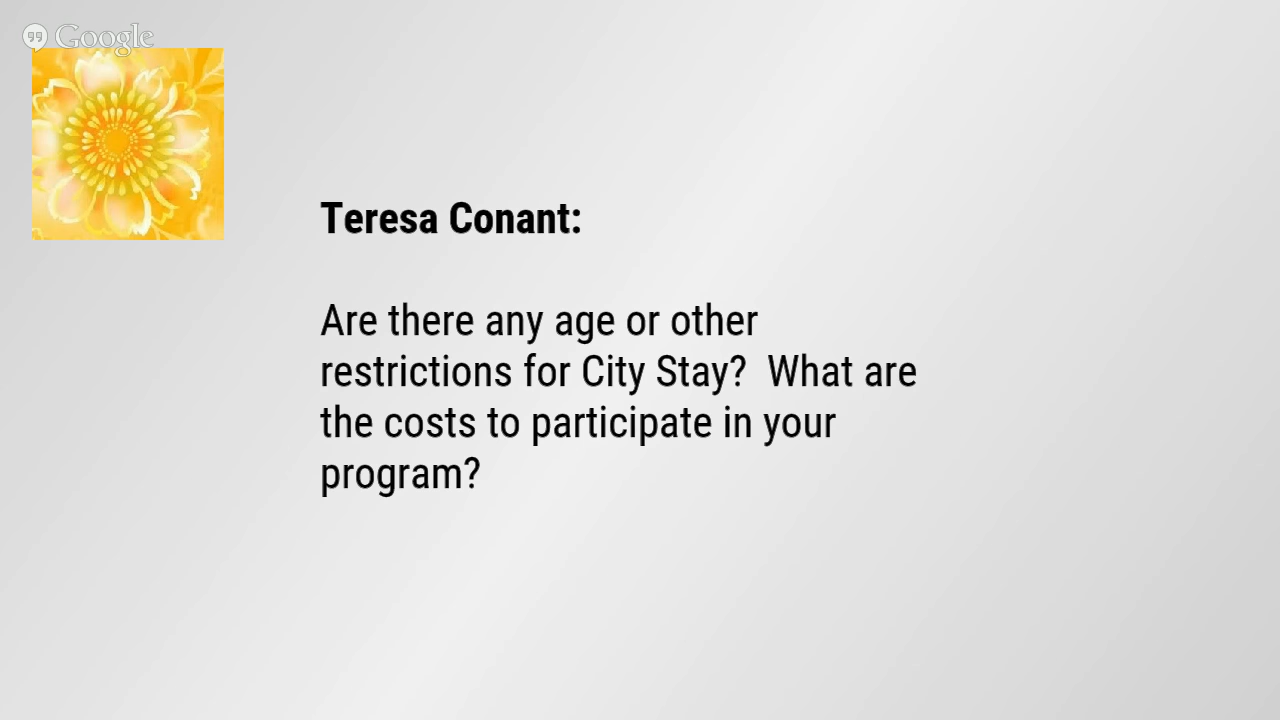 Google
Teresa Conant:
Are there any age or other
restrictions for City Stay?  What are
the costs to participate in your
program?